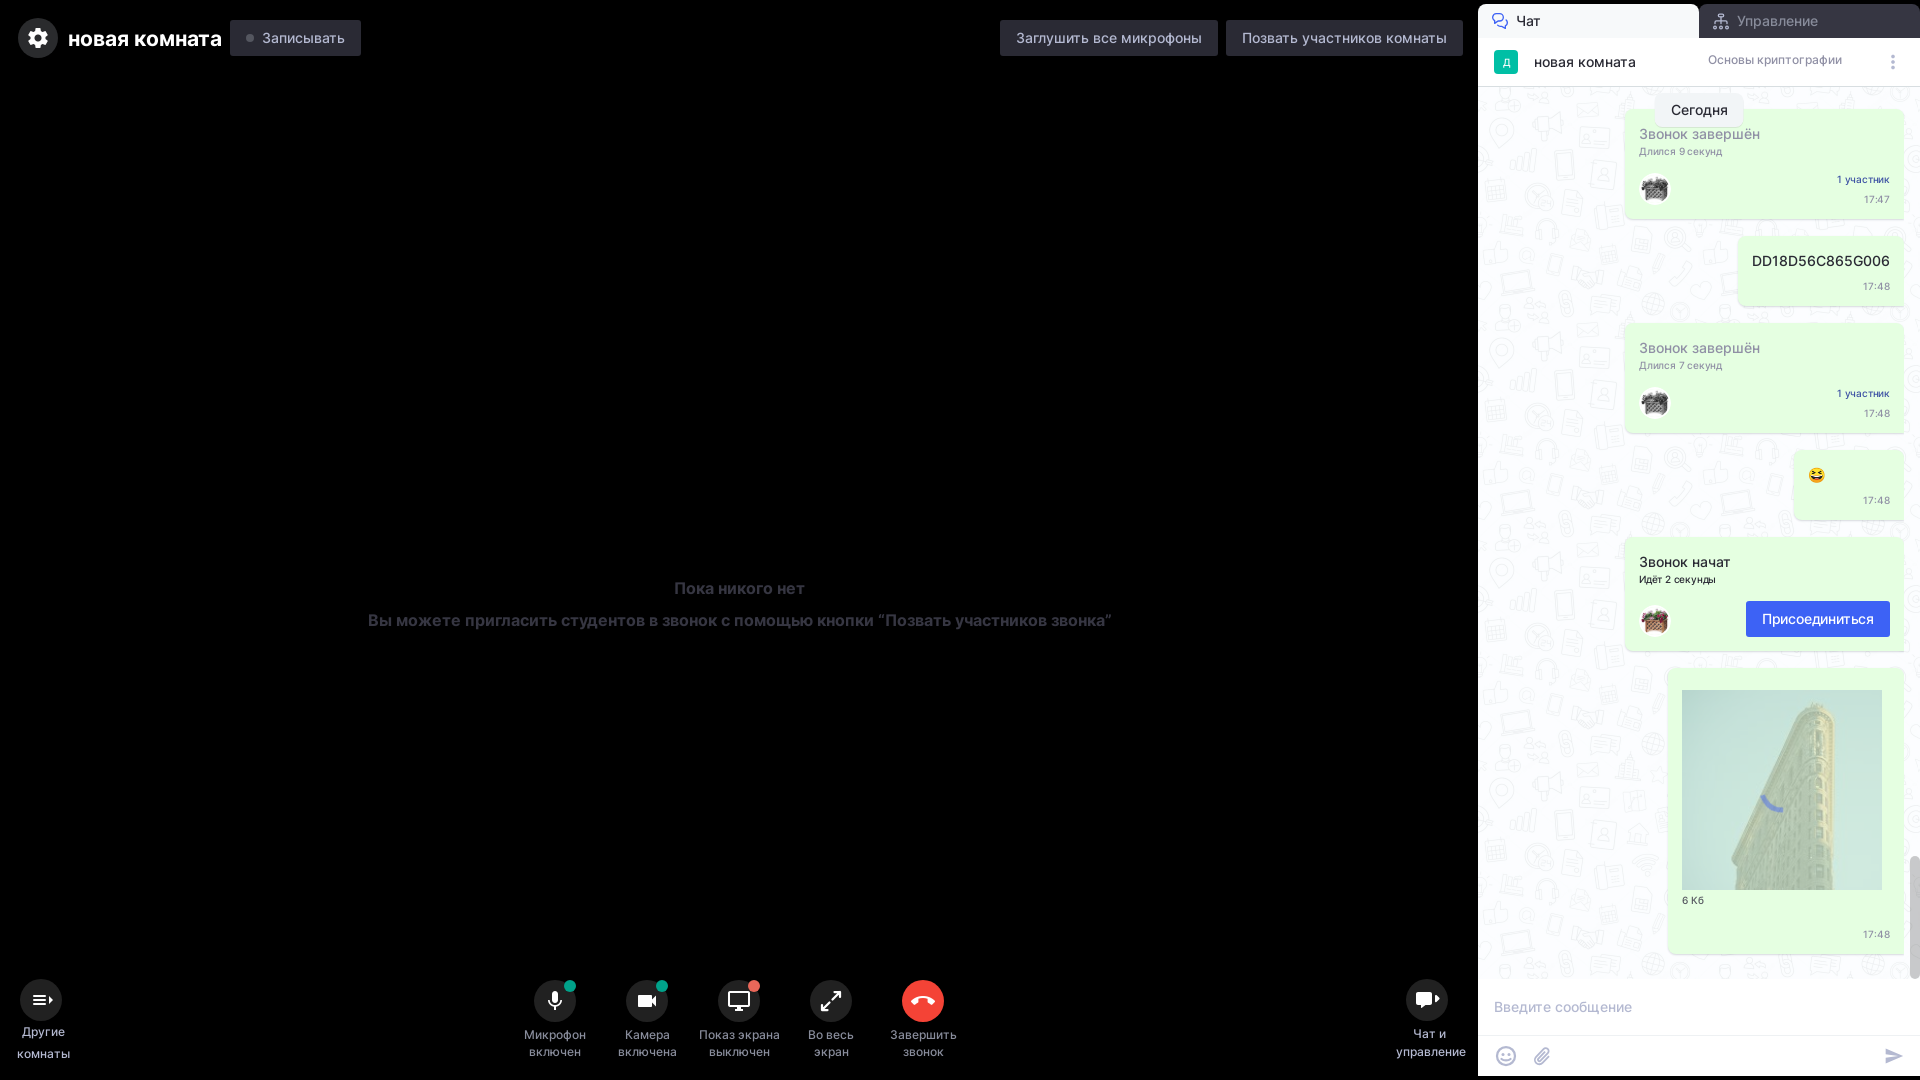 новая комната
Записывать
Заглушить все микрофоны
Позвать участников комнаты
Пока никого нет
Вы можете пригласить студентов в звонок с помощью кнопки “Позвать участников звонка”
Другие
комнаты
Микрофон
включен
Камера
включена
Показ экрана
выключен
Во весь
экран
Завершить
звонок
Чат и
управление
Чат
Управление
Д
новая комната
Основы криптографии
Сегодня
Звонок завершён
Длился 9 секунд
1 участник
17:47
DD18D56C865G006
17:48
Звонок завершён
Длился 7 секунд
1 участник
17:48
17:48
Звонок начат
Идёт 2 секунды
Присоединиться
6 Кб
17:48
Введите сообщение